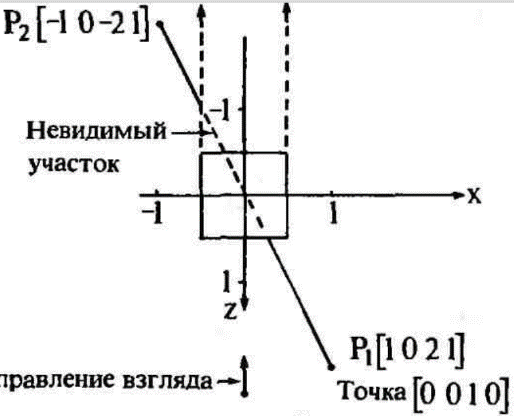 P₂[-1 0 -2 1]
-1
Невидимый
участок
-1
1
x
1
z
P₁[1 0 2 1]
правление взгляда
Точка [0 0 1 0]